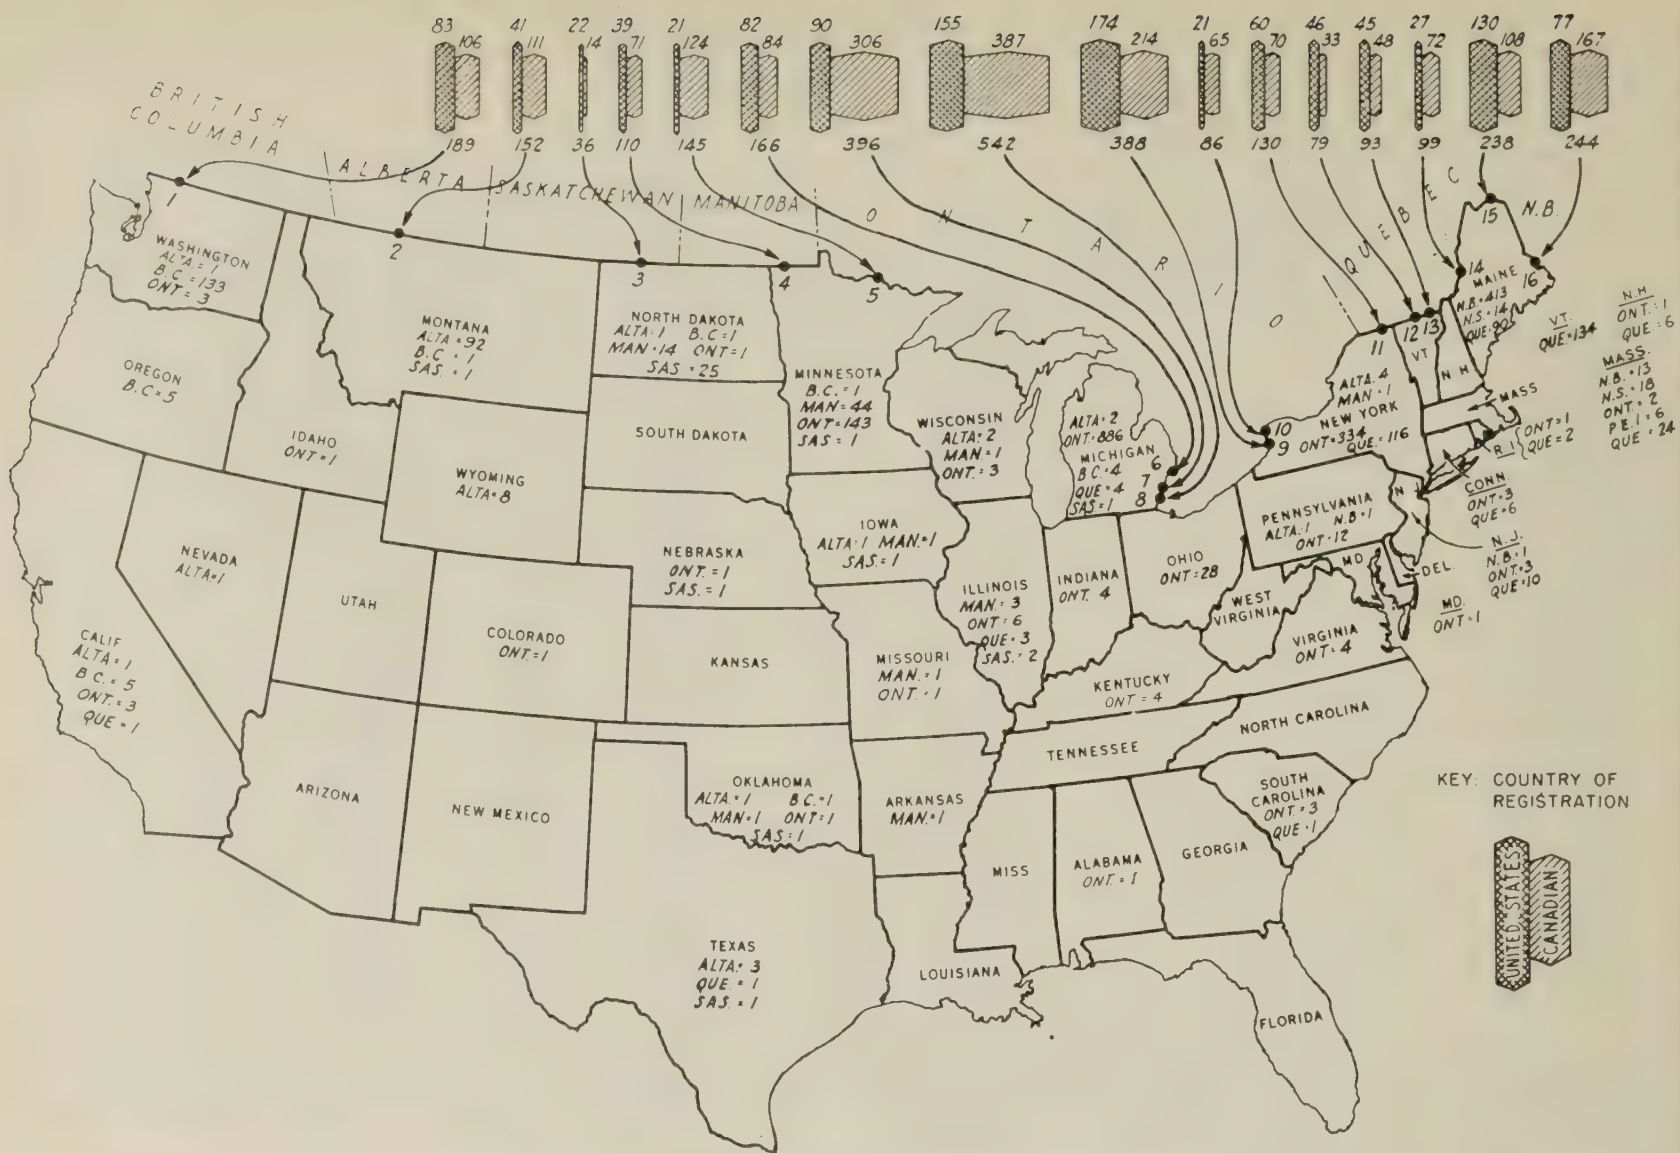 83 41 22 39 21 82 90 155 174 21 60 46 45 27 130 77
106 111 14 71 124 84 306 387 214 65 70 33 48 72 108 167
189 152 36 110 145 166 396 542 388 86 130 79 93 99 238 244
BRITISH
COLUMBIA
ALBERTA
SASKATCHEWAN
MANITOBA
ONTARIO
QUEBEC
N.B.
1
2
3
4
5
6
7
8
9
10
11
12
13
14
15
16
WASHINGTON
ALTA. = 1
B.C. = 133
ONT = 3
OREGON
B.C = 5
IDAHO
ONT = 1
MONTANA
ALTA = 92
B.C = 1
SAS. = 1
WYOMING
ALTA = 8
NEVADA
ALTA = 1
UTAH
CALIF
ALTA = 1
B.C. = 5
ONT. = 3
QUE = 1
ARIZONA
COLORADO
ONT. = 1
NEW MEXICO
NORTH DAKOTA
ALTA = 1 B.C = 1
MAN = 14 ONT = 1
SAS = 25
SOUTH DAKOTA
NEBRASKA
ONT. = 1
SAS. = 1
KANSAS
OKLAHOMA
ALTA. = 1 B.C. = 1
MAN = 1 ONT = 1
SAS = 1
TEXAS
ALTA = 3
QUE. = 1
SAS. = 1
MINNESOTA
B.C. = 1
MAN = 44
ONT = 143
SAS = 1
IOWA
ALTA = 1 MAN. = 1
SAS. = 1
MISSOURI
MAN. = 1
ONT. = 1
ARKANSAS
MAN. = 1
LOUISIANA
WISCONSIN
ALTA = 2
MAN. = 1
ONT. = 3
ILLINOIS
MAN. = 3
ONT = 6
QUE = 3
SAS. = 2
ALTA = 2
ONT. = 886
MICHIGAN
B.C = 4
QUE = 4
SAS = 1
INDIANA
ONT. 4
OHIO
ONT = 28
KENTUCKY
ONT = 4
TENNESSEE
MISS
ALABAMA
ONT. = 1
GEORGIA
FLORIDA
SOUTH
CAROLINA
ONT. = 3
QUE = 1
NORTH CAROLINA
VIRGINIA
ONT = 4
WEST
VIRGINIA
MD
PENNSYLVANIA
ALTA. 1 N.B = 1
ONT = 12
ALTA. 4
MAN = 1
NEW YORK
ONT = 334
QUE. = 116
VT
N H
MAINE
N.B. = 413
N.S. = 14
QUE = 90
VT.
QUE = 134
N.H
ONT. = 1
QUE. = 6
MASS.
N.B. = 13
N.S. = 18
ONT. = 2
P.E.I = 6
QUE = 24
MASS
R.I
ONT = 1
QUE = 2
CONN
ONT = 3
QUE = 6
N
N.J.
N.B. = 1
ONT = 3
QUE = 10
DEL.
MD.
ONT = 1
KEY: COUNTRY OF
REGISTRATION
UNITED STATES
CANADIAN